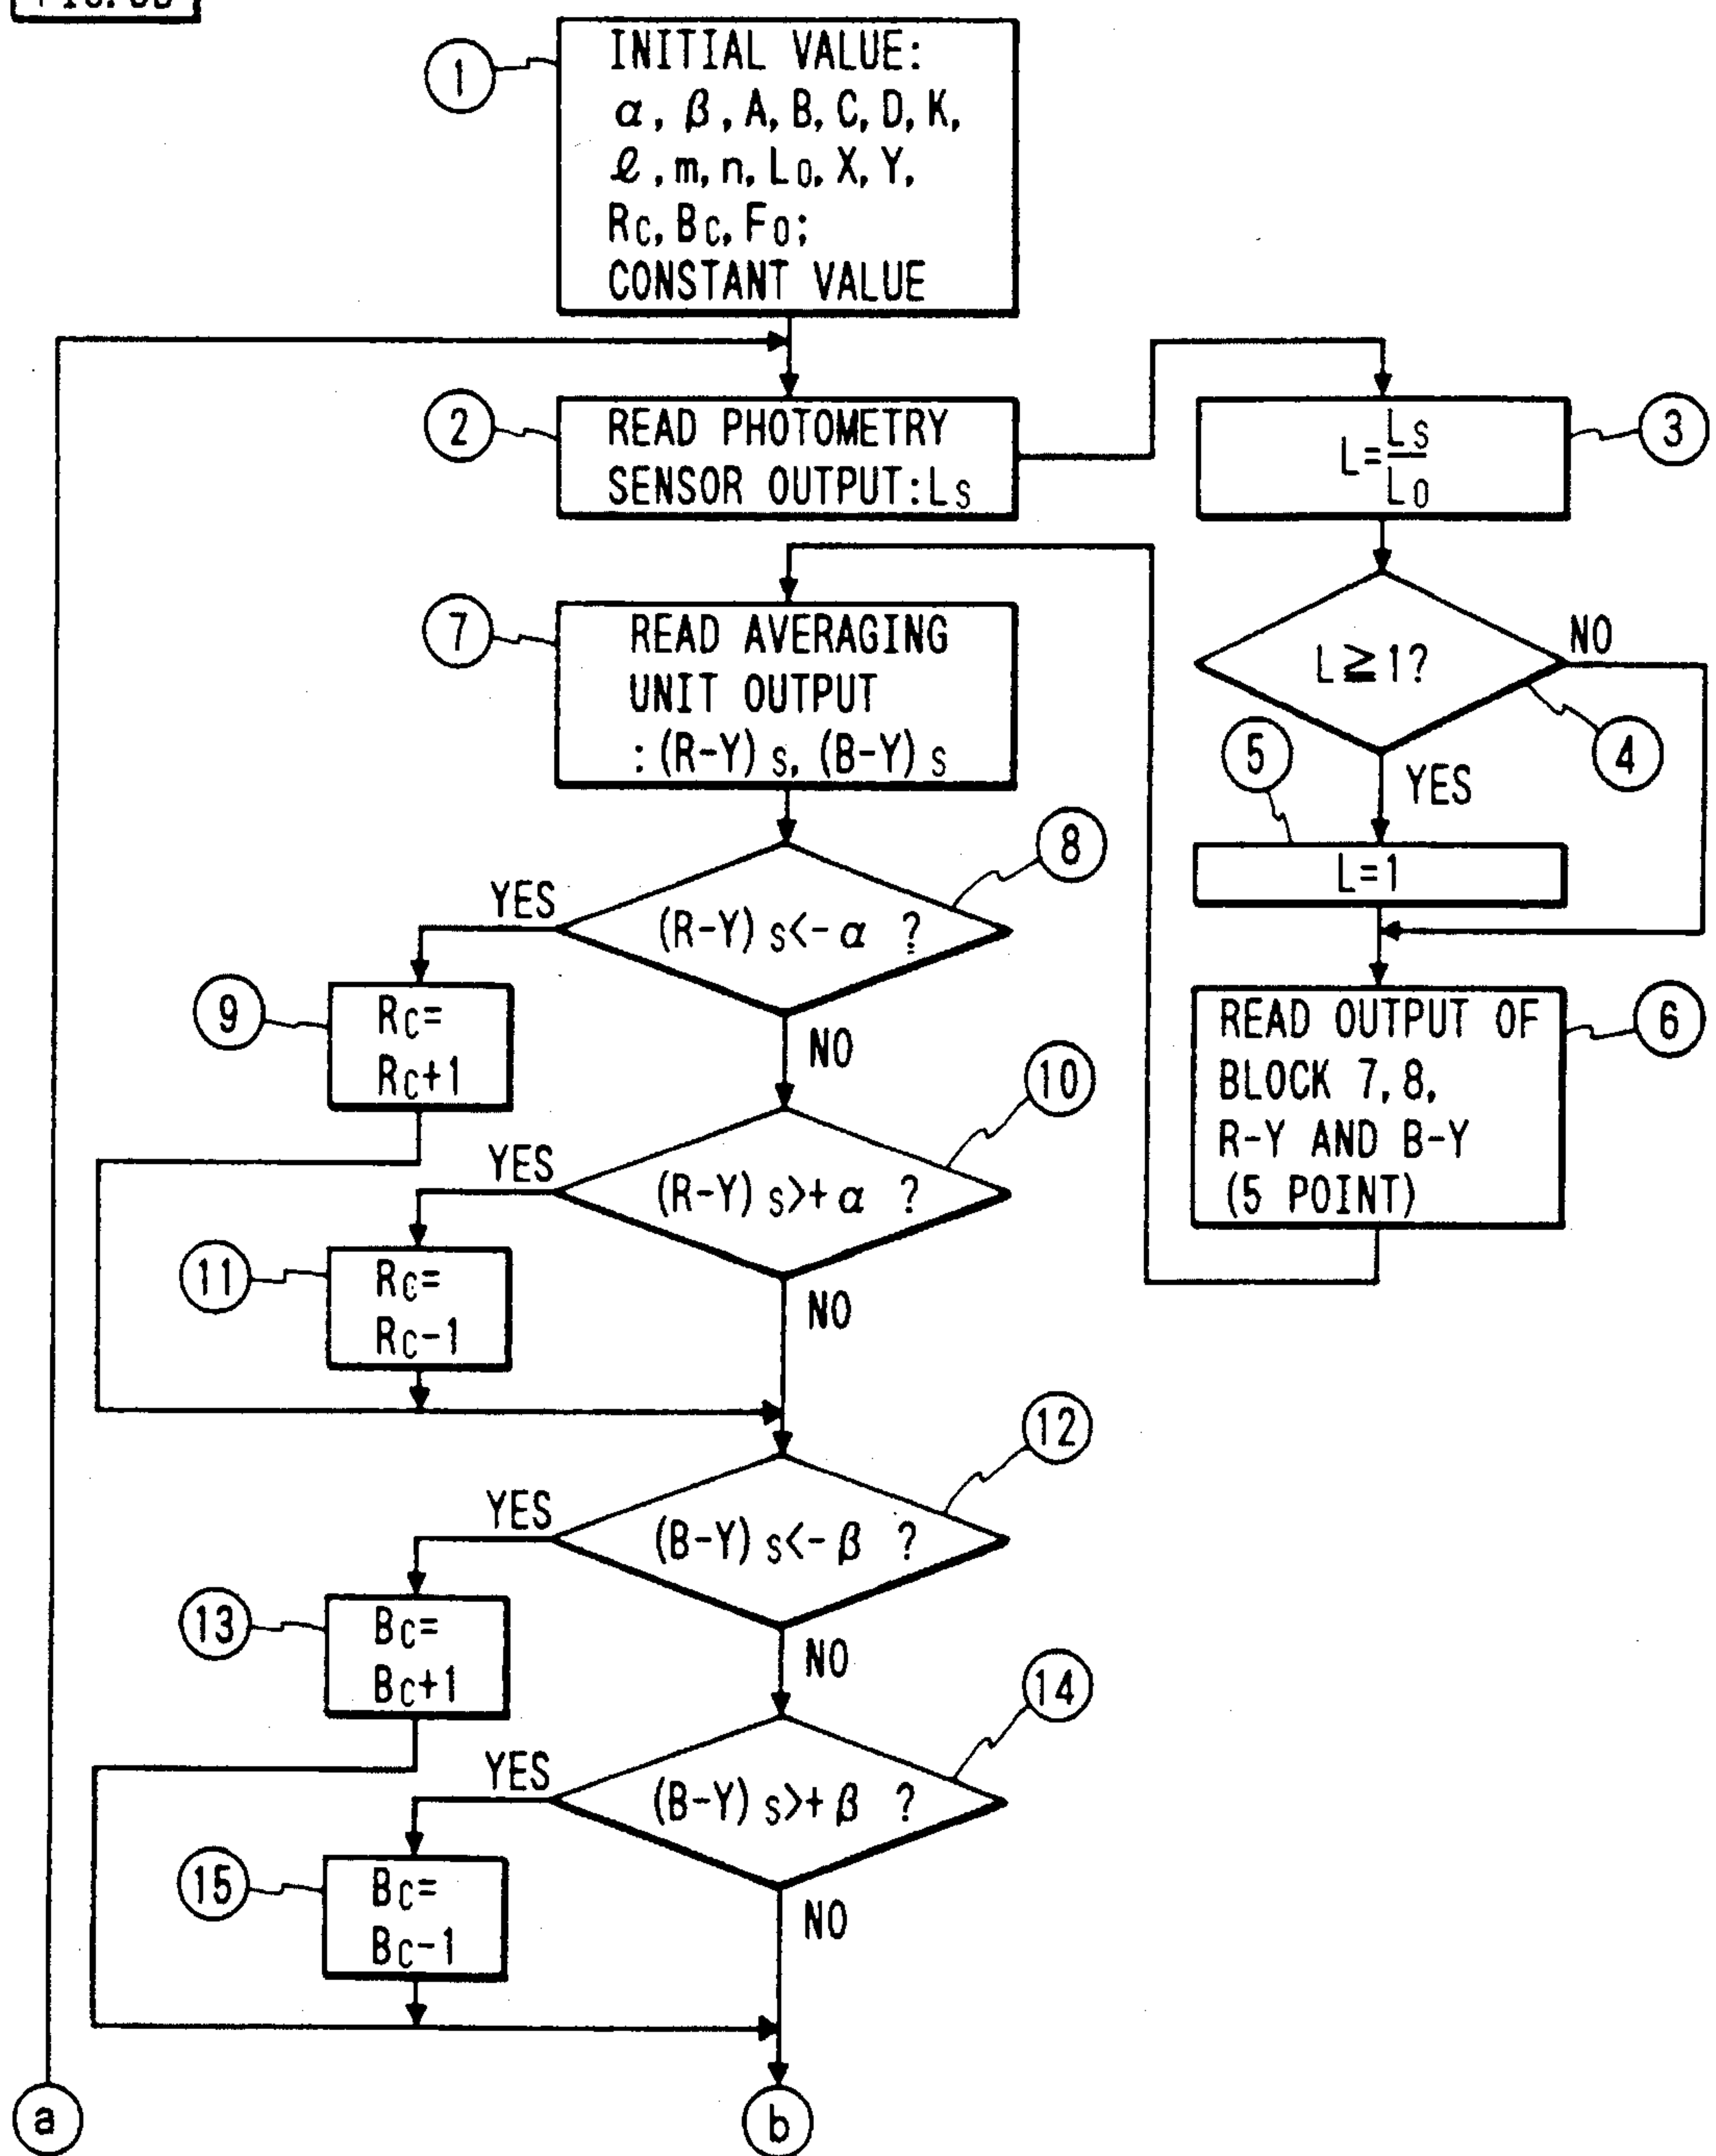 1
INITIAL VALUE:
α, β, A, B, C, D, K,
ℓ, m, n, L0, X, Y,
RC, BC, F0;
CONSTANT VALUE
2
READ PHOTOMETRY
SENSOR OUTPUT: LS
3
L=LS/L0
L≧1?
NO
4
YES
5
L=1
6
READ OUTPUT OF
BLOCK 7, 8,
R-Y AND B-Y
(5 POINT)
7
READ AVERAGING
UNIT OUTPUT
: (R-Y) S, (B-Y) S
8
(R-Y) S<-α ?
YES
NO
9
RC=
RC+1
10
(R-Y) S>+α ?
YES
NO
11
RC=
RC-1
12
(B-Y) S<-β ?
YES
NO
13
BC=
BC+1
14
(B-Y) S>+β ?
YES
NO
15
BC=
BC-1
a
b